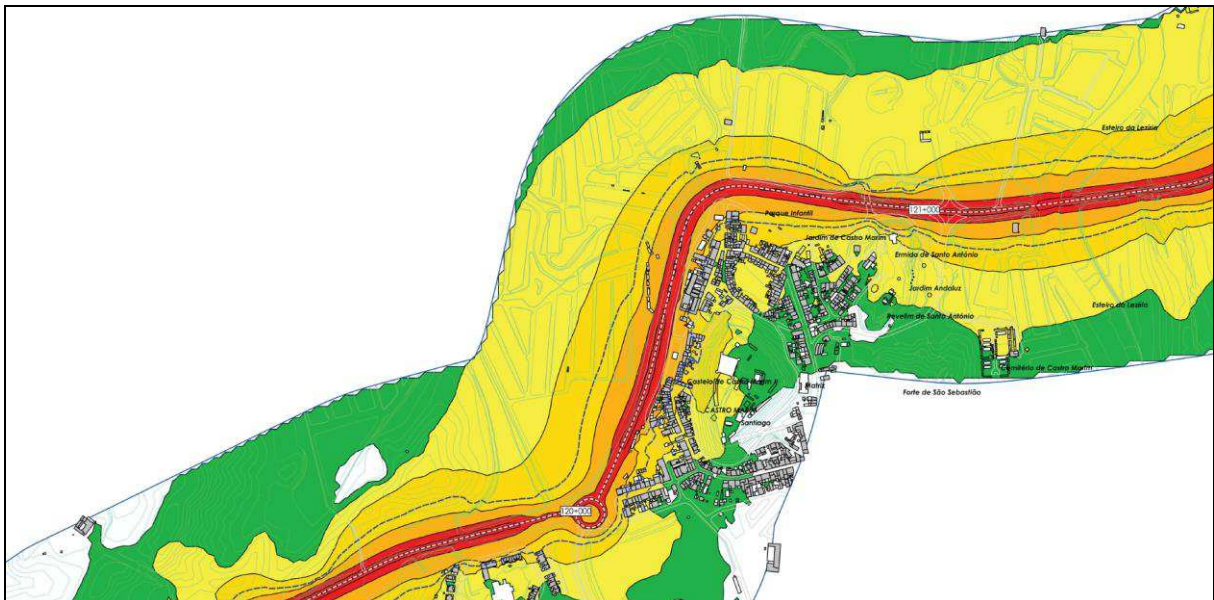 Esteiro da Lezíria
121+000
Parque Infantil
Jardim de Castro Marim
Ermida de Santo António
Jardim Andaluz
Esteiro da Lezíria
Revelim de Santo António
Cemitério de Castro Marim
Castelo de Castro Marim
Matriz
Forte de São Sebastião
CASTRO MARIM
Santiago
120+000